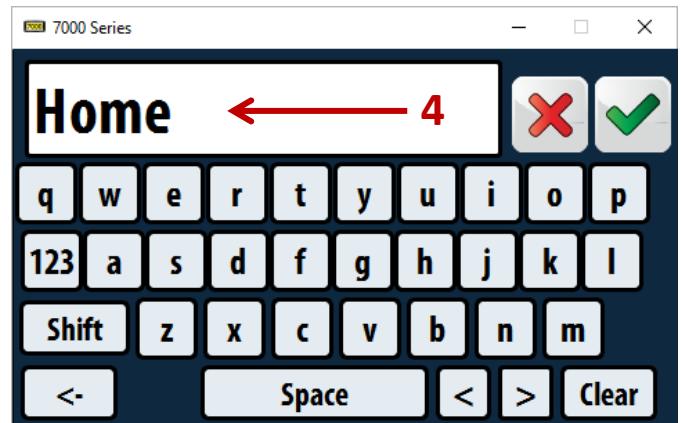 7000 Series
Home 4
q w e r t y u i o p
123 a s d f g h j k l
Shift z x c v b n m
<- Space < > Clear